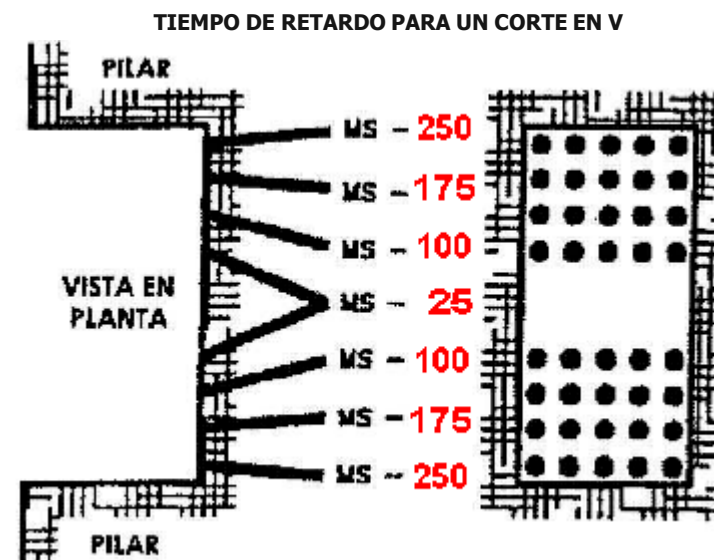 TIEMPO DE RETARDO PARA UN CORTE EN V
PILAR
MS - 250
MS - 175
MS - 100
VISTA EN
PLANTA
MS - 25
MS - 100
MS - 175
MS - 250
PILAR